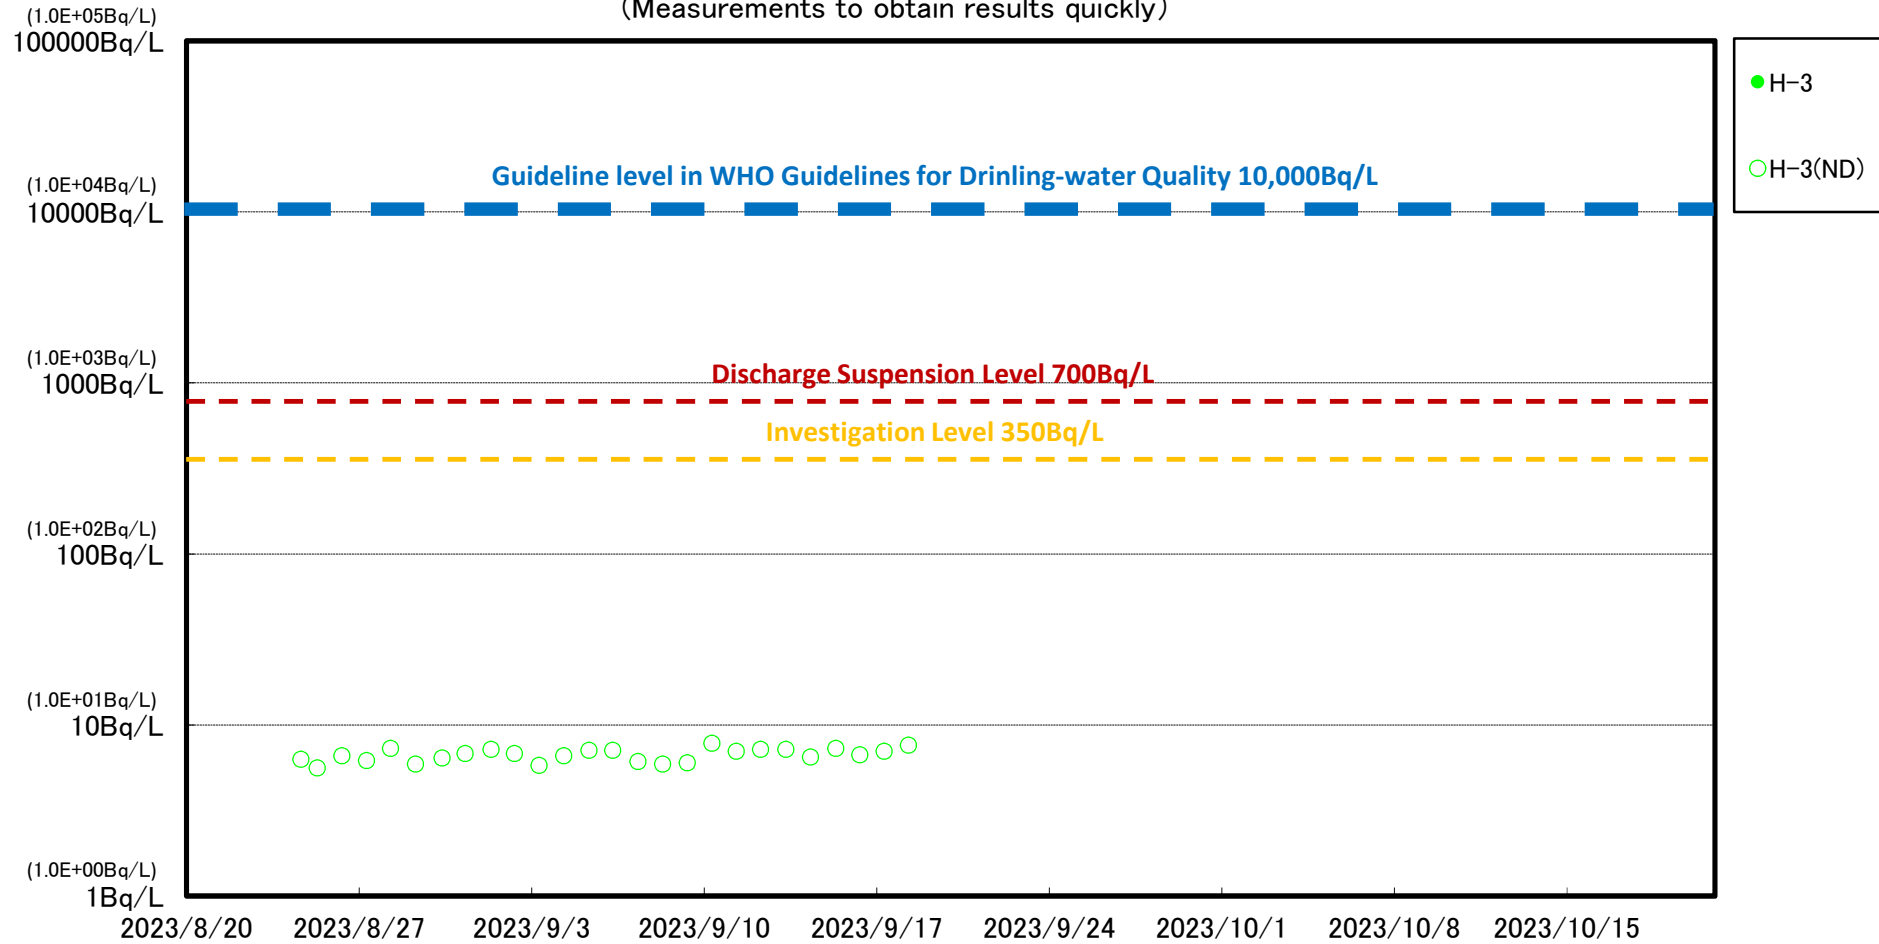 (Measurements to obtain results quickly)
(1.0E+05Bq/L)
100000Bq/L
H-3
H-3(ND)
Guideline level in WHO Guidelines for Drinling-water Quality 10,000Bq/L
(1.0E+04Bq/L)
10000Bq/L
(1.0E+03Bq/L)
1000Bq/L
Discharge Suspension Level 700Bq/L
Investigation Level 350Bq/L
(1.0E+02Bq/L)
100Bq/L
(1.0E+01Bq/L)
10Bq/L
(1.0E+00Bq/L)
1Bq/L
2023/8/20 2023/8/27 2023/9/3 2023/9/10 2023/9/17 2023/9/24 2023/10/1 2023/10/8 2023/10/15